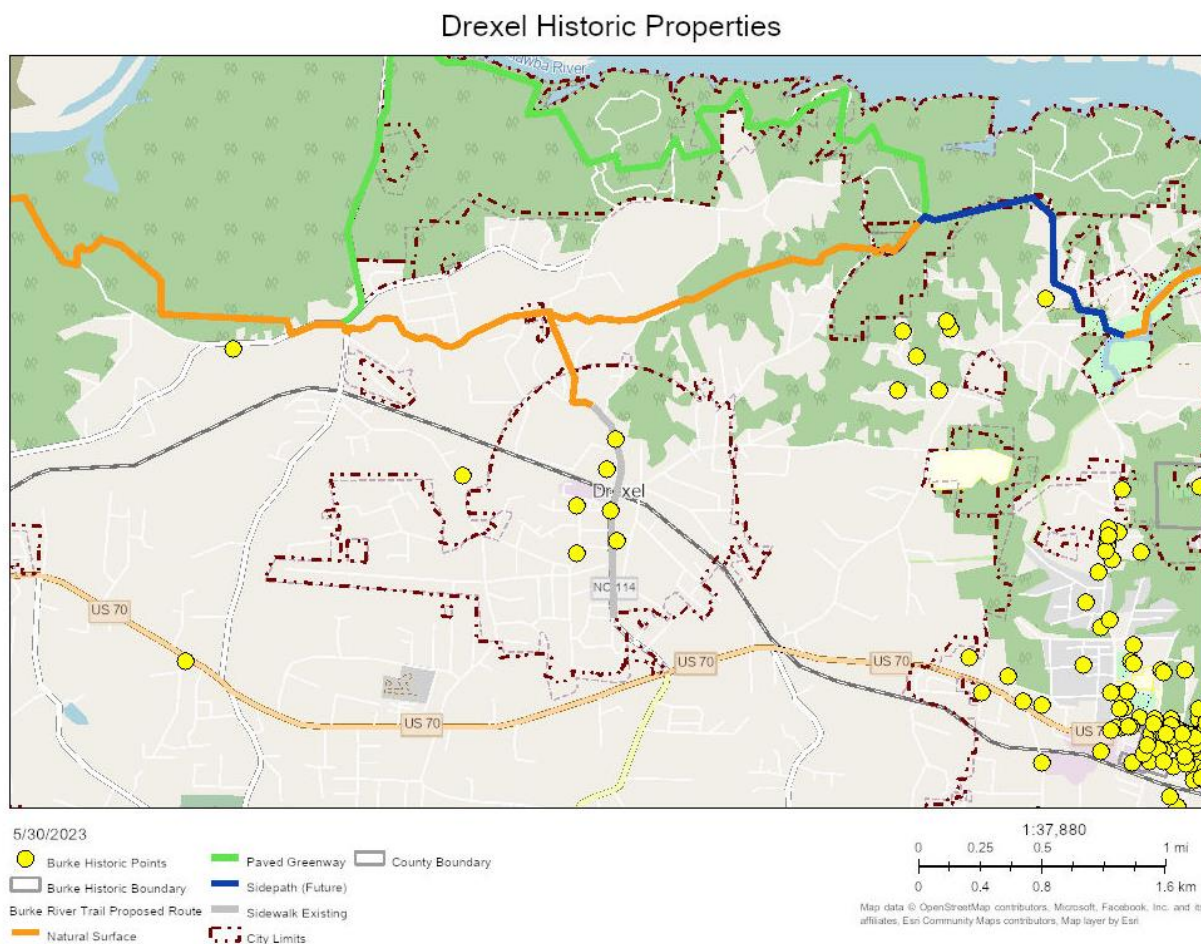 Drexel Historic Properties
wba River
Drexel
NC 114
US 70
US 70
US 70
US 70
US 7
5/30/2023
Burke Historic Points
Burke Historic Boundary
Burke River Trail Proposed Route
Natural Surface
Paved Greenway
Sidepath (Future)
Sidewalk Existing
City Limits
County Boundary
1:37,880
0 0.25 0.5 1 mi
0 0.4 0.8 1.6 km
Map data © OpenStreetMap contributors, Microsoft, Facebook, Inc. and its
affiliates, Esri Community Maps contributors, Map layer by Esri